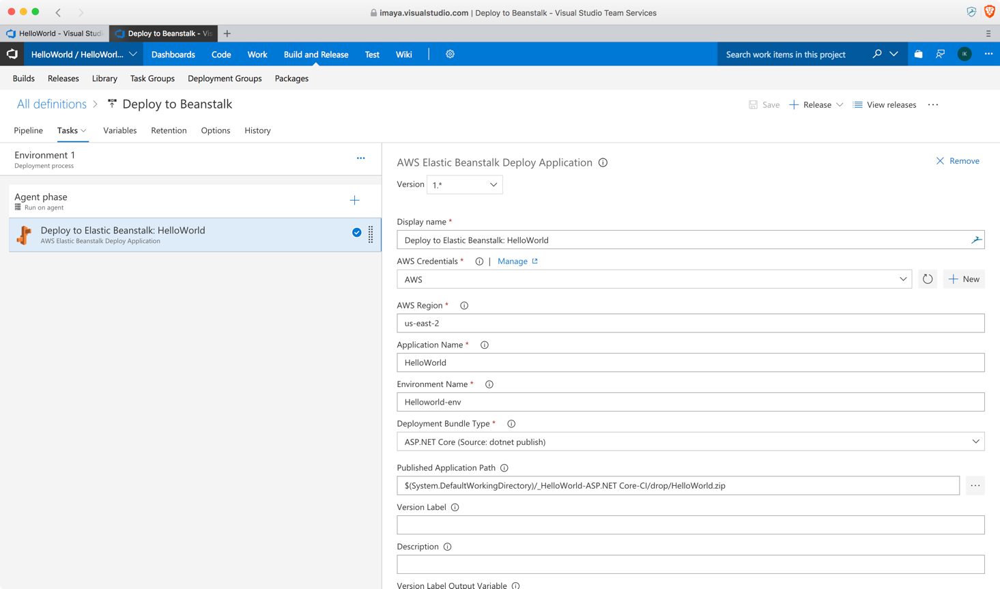 imaya.visualstudio.com | Deploy to Beanstalk - Visual Studio Team Services
HelloWorld - Visual Studi
Deploy to Beanstalk - Vis
HelloWorld / HelloWorl...
Dashboards
Code
Work
Build and Release
Test
Wiki
Search work items in this project
IK
Builds
Releases
Library
Task Groups
Deployment Groups
Packages
All definitions > Deploy to Beanstalk
Save
Release
View releases
Pipeline
Tasks
Variables
Retention
Options
History
Environment 1
Deployment process
Agent phase
Run on agent
Deploy to Elastic Beanstalk: HelloWorld
AWS Elastic Beanstalk Deploy Application
AWS Elastic Beanstalk Deploy Application
Remove
Version 1.*
Display name *
Deploy to Elastic Beanstalk: HelloWorld
AWS Credentials * | Manage
AWS
New
AWS Region *
us-east-2
Application Name *
HelloWorld
Environment Name *
Helloworld-env
Deployment Bundle Type *
ASP.NET Core (Source: dotnet publish)
Published Application Path
$(System.DefaultWorkingDirectory)/_HelloWorld-ASP.NET Core-CI/drop/HelloWorld.zip
Version Label
Description
Version Label Output Variable